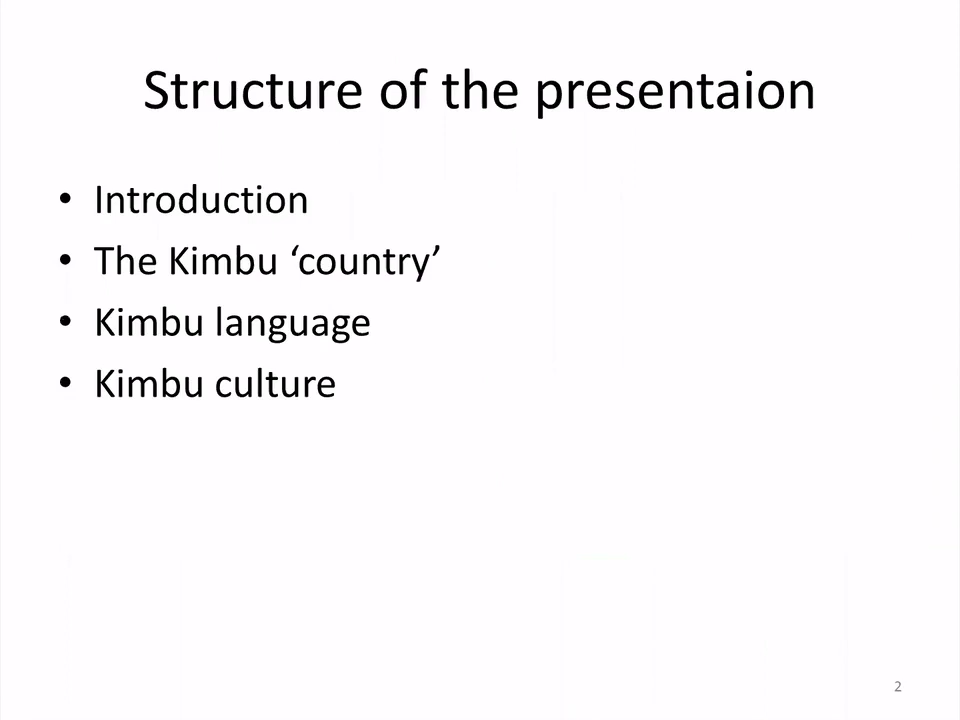 Structure of the presentaion
• Introduction
• The Kimbu ‘country’
• Kimbu language
• Kimbu culture
2